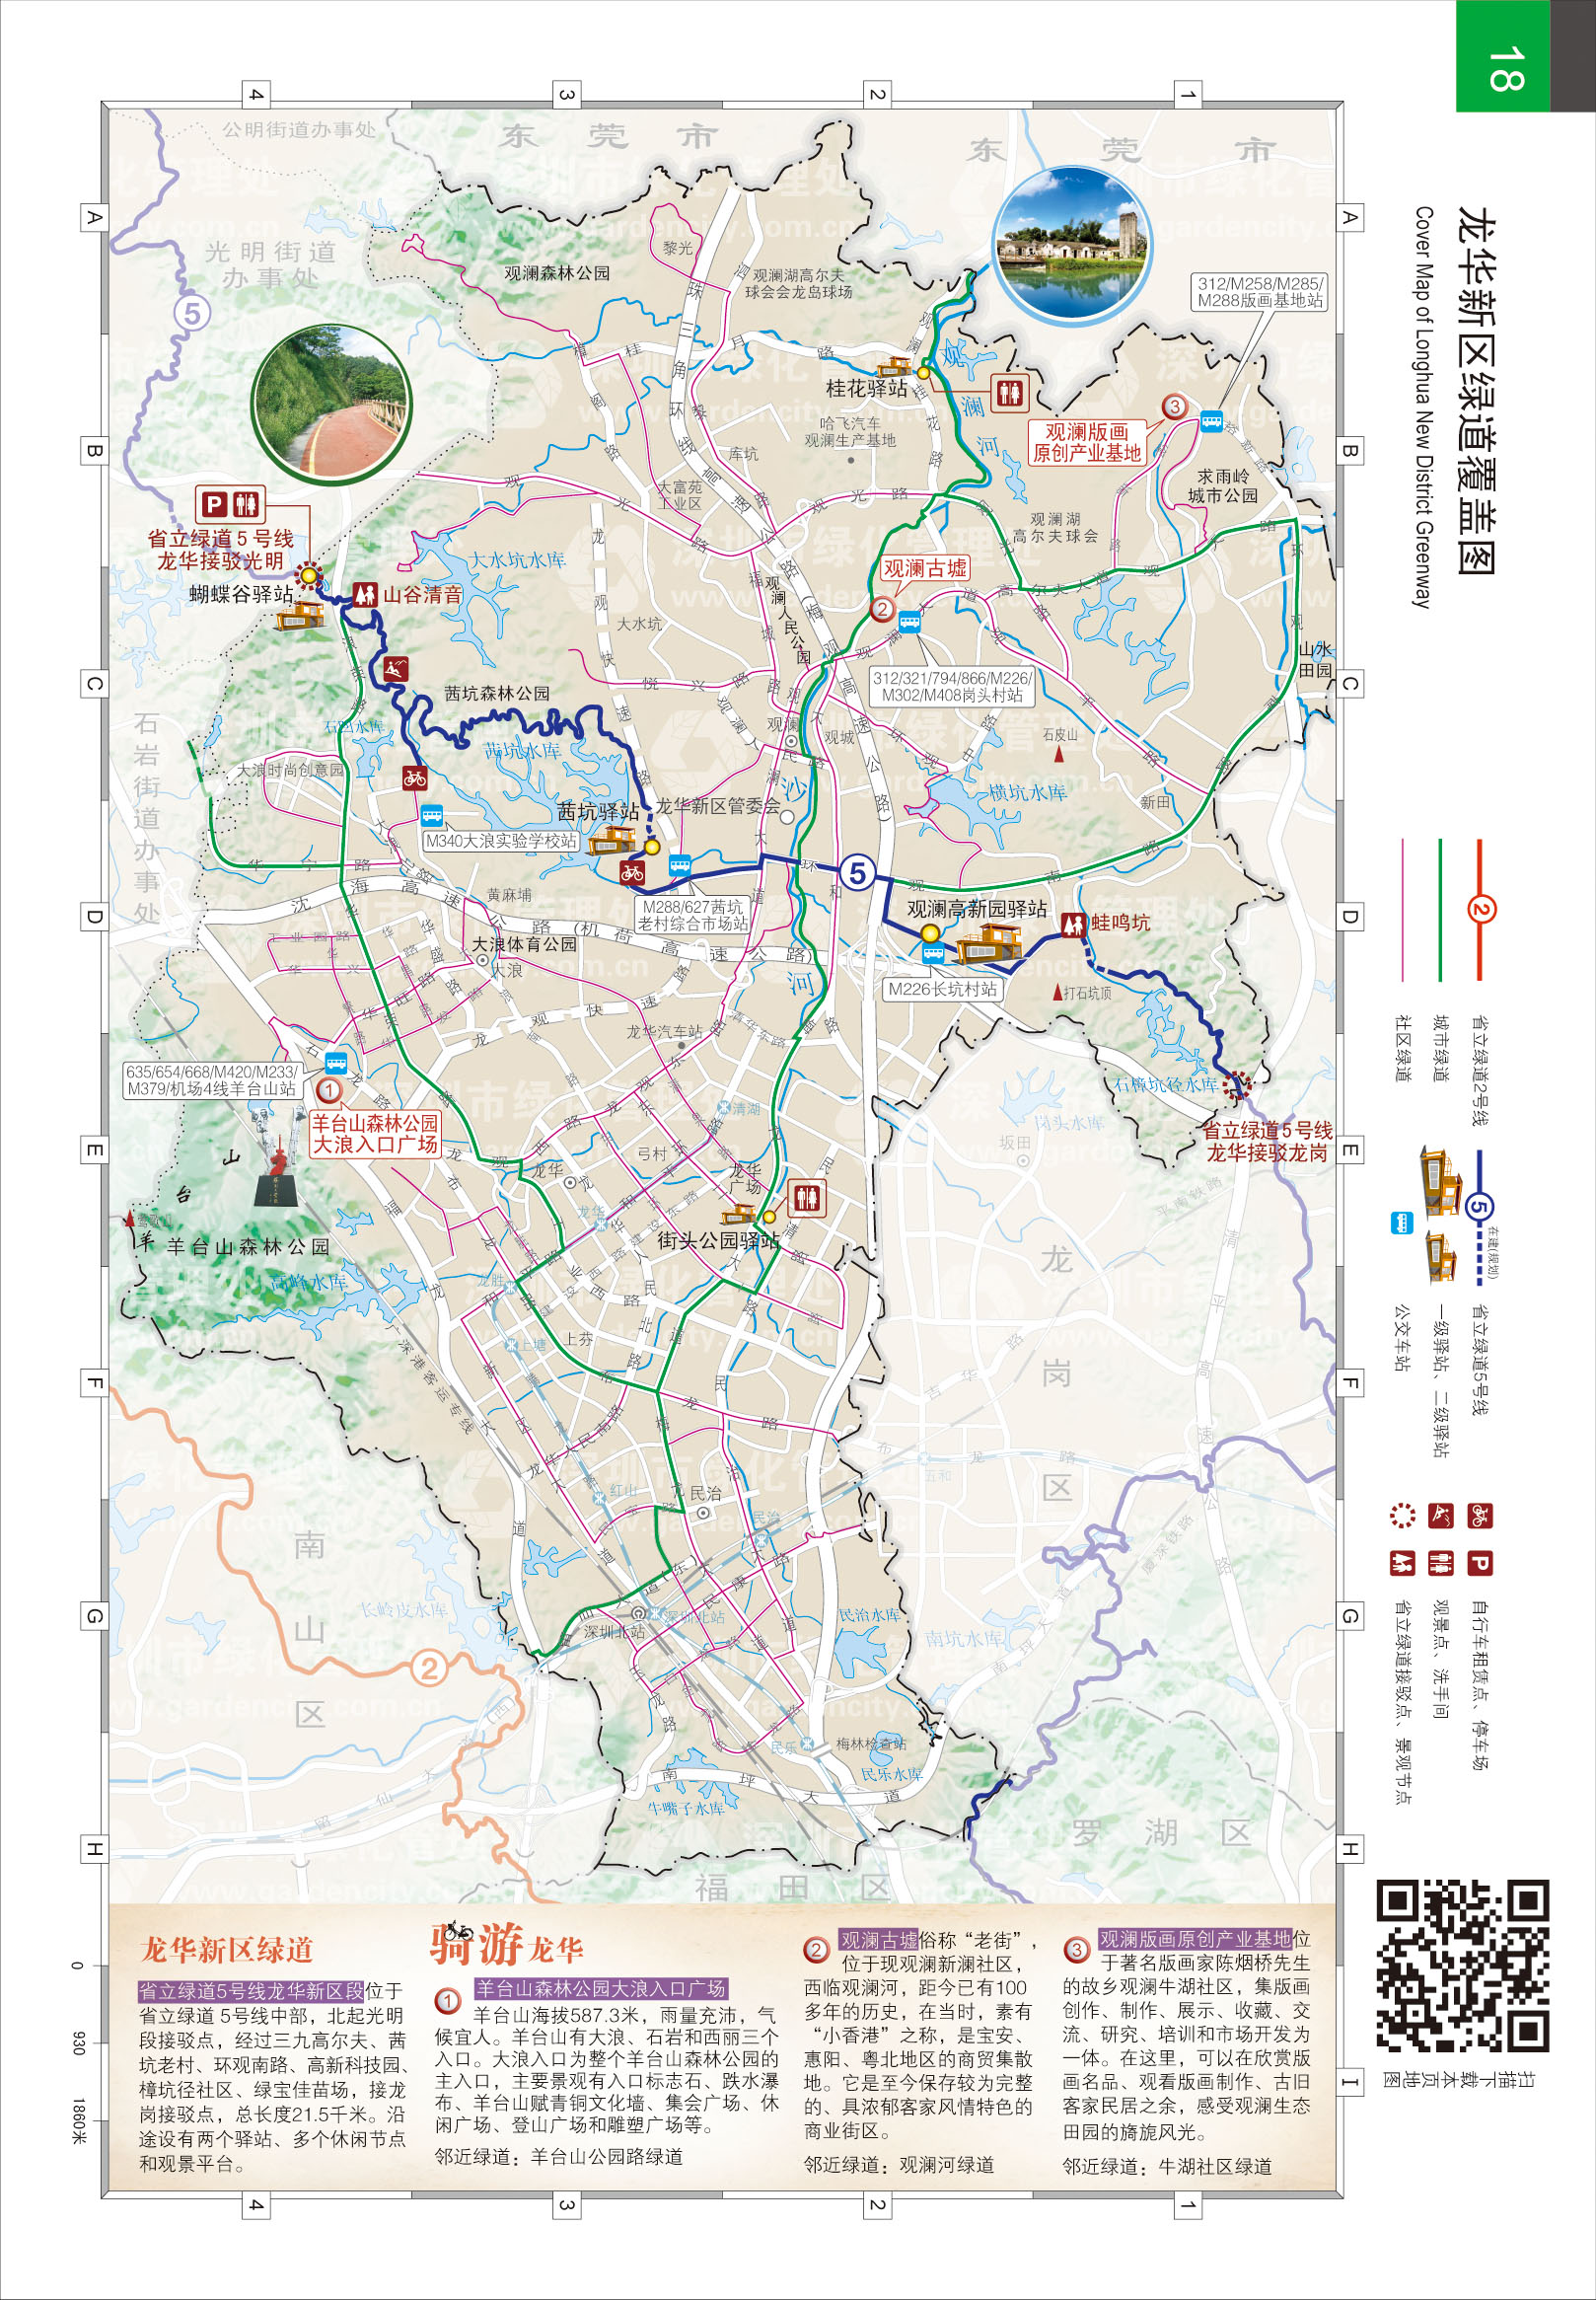 18
龙华新区绿道覆盖图
Cover Map of Longhua New District Greenway
省立绿道2号线
城市绿道
社区绿道
在建(规划)
省立绿道5号线
一级驿站、二级驿站
公交车站
自行车租赁点、停车场
观景点、洗手间
省立绿道接驳点、景观节点
扫描下载本页地图
4
3
2
1
A
B
C
D
E
F
G
H
I
公明街道办事处
东莞市
东莞市
光明街道
办事处
石岩街道办事处
龙岗区
南山区
罗湖区
福田区
观澜森林公园
黎光
观澜湖高尔夫
球会会龙岛球场
312/M258/M285/
M288版画基地站
桂花驿站
哈飞汽车
观澜生产基地
观澜版画
原创产业基地
求雨岭
城市公园
库坑
大富苑
工业区
观澜湖
高尔夫球会
P
省立绿道5号线
龙华接驳光明
蝴蝶谷驿站
山谷清音
大水坑水库
大水坑
观澜人民公园
观澜古墟
312/321/794/866/M226/
M302/M408岗头村站
山水
田园
茜坑森林公园
石凹水库
茜坑水库
大浪时尚创意园
M340大浪实验学校站
茜坑驿站
龙华新区管委会
观澜
观城
石皮山
横坑水库
新田
黄麻埔
M288/627茜坑
老村综合市场站
观澜高新园驿站
M226长坑村站
蛙鸣坑
打石坑顶
大浪体育公园
大浪
龙华汽车站
清湖
635/654/668/M420/M233/
M379/机场4线羊台山站
羊台山森林公园
大浪入口广场
石樟坑径水库
省立绿道5号线
龙华接驳龙岗
岗头水库
坂田
弓村
龙华
广场
龙华
街头公园驿站
羊台山
羊台山森林公园
高峰水库
龙胜
上塘
上芬
广深港客运专线
红山
民治
民治
五和
深圳北站
深圳北站
长岭皮水库
民治水库
南坑水库
民乐
梅林检查站
民乐水库
牛嘴子水库
南坪大道
观澜河
沙河
5
5
2
1
2
3
龙华新区绿道
省立绿道5号线龙华新区段位于
省立绿道 5号线中部，北起光明
段接驳点，经过三九高尔夫、茜
坑老村、环观南路、高新科技园、
樟坑径社区、绿宝佳苗场，接龙
岗接驳点，总长度21.5千米。沿
途设有两个驿站、多个休闲节点
和观景平台。
骑游龙华
1 羊台山森林公园大浪入口广场
羊台山海拔587.3米，雨量充沛，气
候宜人。羊台山有大浪、石岩和西丽三个
入口。大浪入口为整个羊台山森林公园的
主入口，主要景观有入口标志石、跌水瀑
布、羊台山赋青铜文化墙、集会广场、休
闲广场、登山广场和雕塑广场等。
邻近绿道：羊台山公园路绿道
2 观澜古墟俗称“老街”，
位于现观澜新澜社区，
西临观澜河，距今已有100
多年的历史，在当时，素有
“小香港”之称，是宝安、
惠阳、粤北地区的商贸集散
地。它是至今保存较为完整
的、具浓郁客家风情特色的
商业街区。
邻近绿道：观澜河绿道
3 观澜版画原创产业基地位
于著名版画家陈烟桥先生
的故乡观澜牛湖社区，集版画
创作、制作、展示、收藏、交
流、研究、培训和市场开发为
一体。在这里，可以在欣赏版
画名品、观看版画制作、古旧
客家民居之余，感受观澜生态
田园的旖旎风光。
邻近绿道：牛湖社区绿道
0
930
1860米